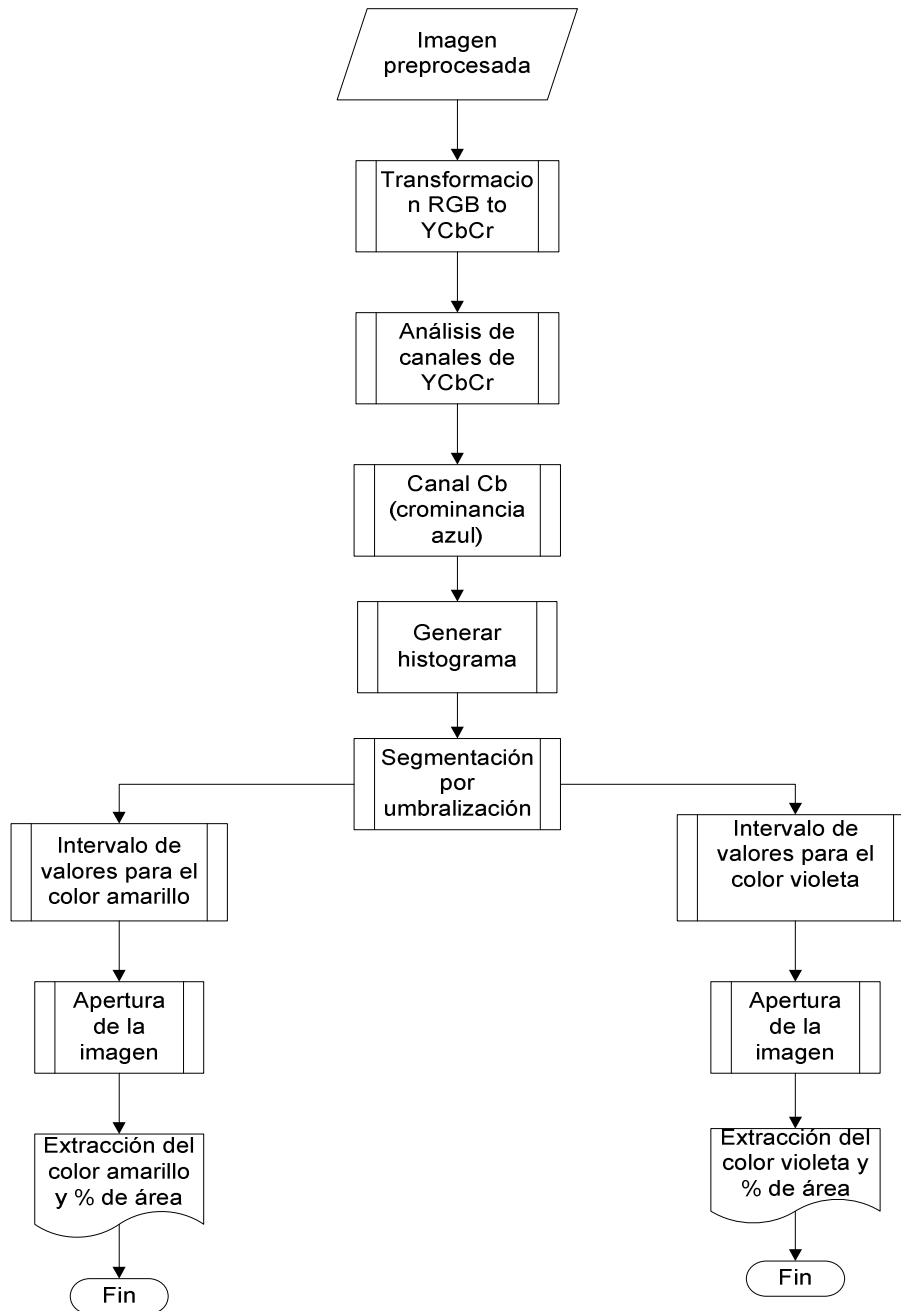 Imagen
preprocesada
Transformacio
n RGB to
YCbCr
Análisis de
canales de
YCbCr
Canal Cb
(crominancia
azul)
Generar
histograma
Segmentación
por
umbralización
Intervalo de
valores para el
color amarillo
Apertura
de la
imagen
Extracción del
color amarillo
y % de área
Fin
Intervalo de
valores para el
color violeta
Apertura
de la
imagen
Extracción del
color violeta y
% de área
Fin